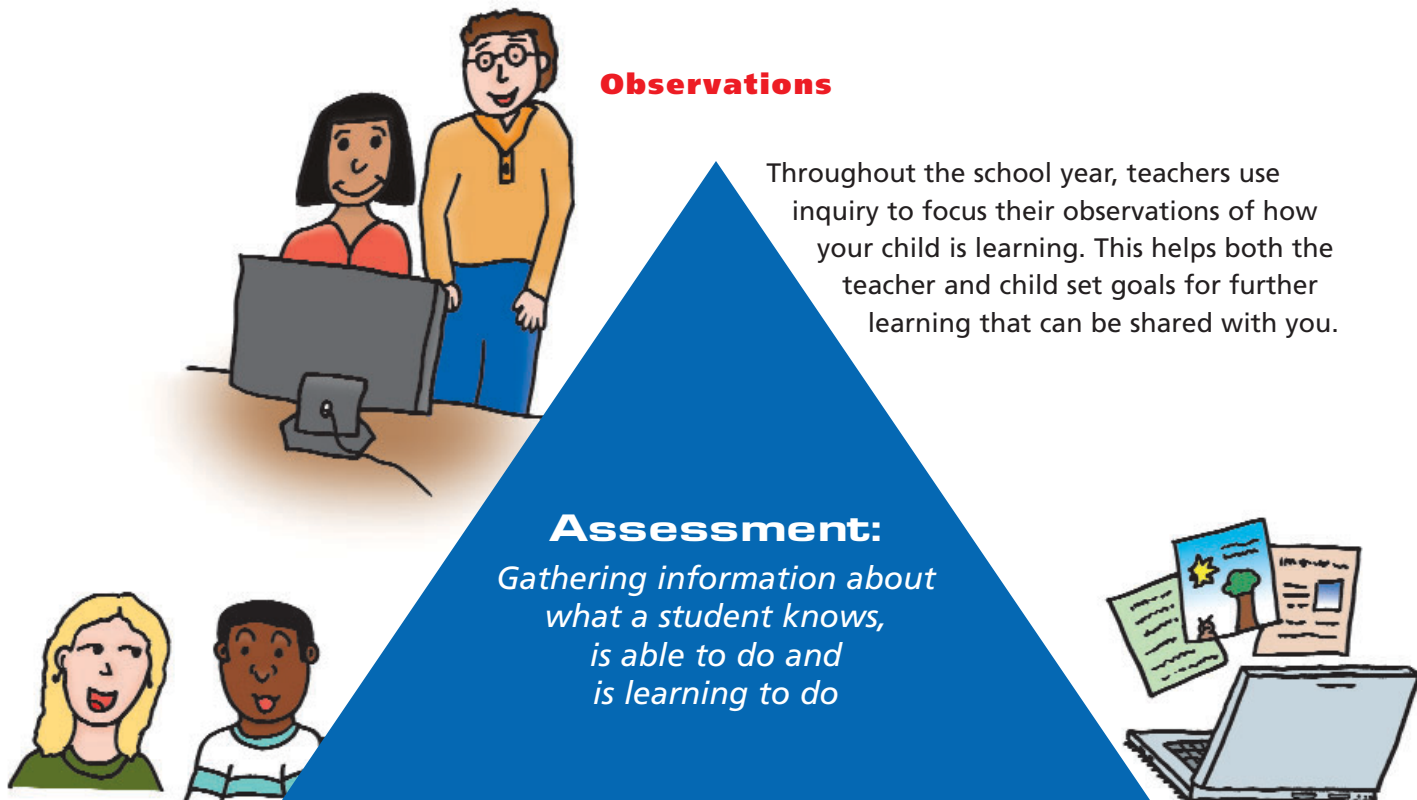 Observations
Throughout the school year, teachers use
inquiry to focus their observations of how
your child is learning. This helps both the
teacher and child set goals for further
learning that can be shared with you.
Assessment:
Gathering information about
what a student knows,
is able to do and
is learning to do